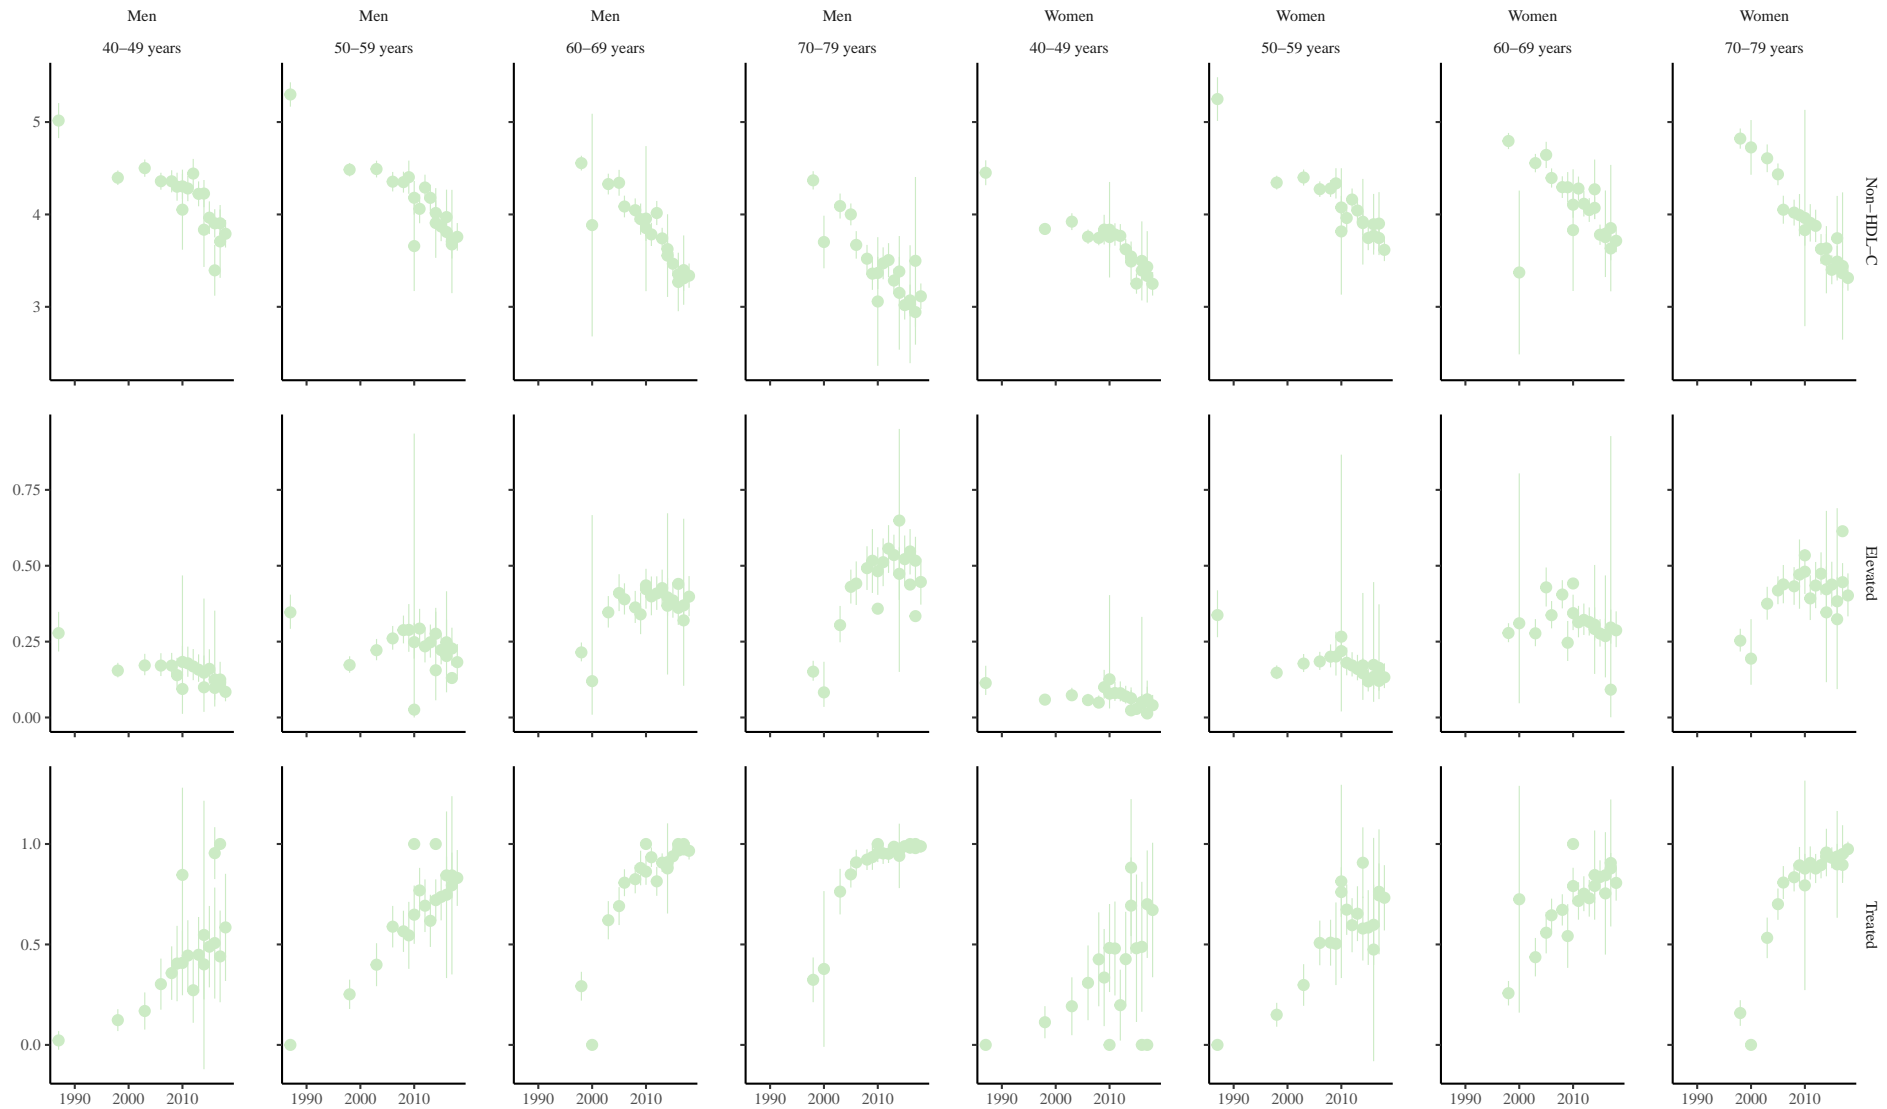 Men Men Men Men Women Women Women Women
40–49 years 50–59 years 60–69 years 70–79 years 40–49 years 50–59 years 60–69 years 70–79 years
5
4
3
Non–HDL–C
0.75
0.50
0.25
0.00
Elevated
1.0
0.5
0.0
Treated
1990 2000 2010 1990 2000 2010 1990 2000 2010 1990 2000 2010 1990 2000 2010 1990 2000 2010 1990 2000 2010 1990 2000 2010